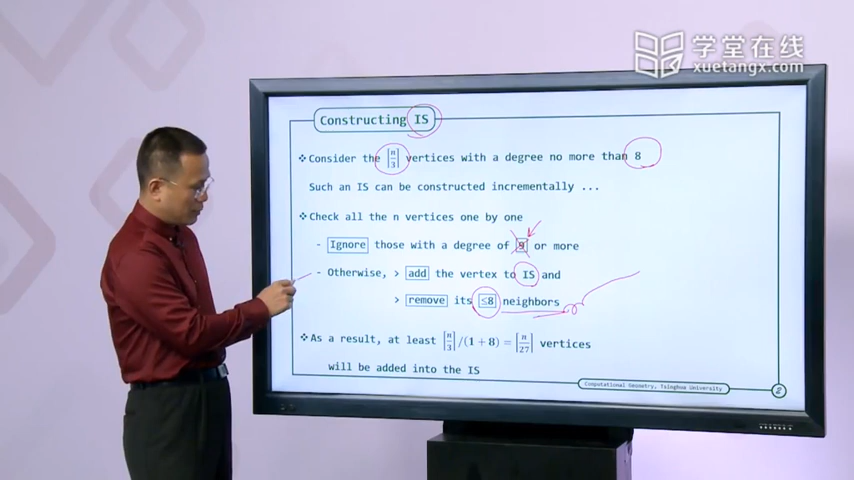 学堂在线
xuetangx.com
Constructing IS
❖Consider the ⌈n/3⌉ vertices with a degree no more than 8
Such an IS can be constructed incrementally ...
❖Check all the n vertices one by one
- Ignore those with a degree of 9 or more
- Otherwise, > add the vertex to IS and
> remove its ≤8 neighbors
❖As a result, at least ⌈n/3⌉/(1 + 8) = ⌈n/27⌉ vertices
will be added into the IS
Computational Geometry, Tsinghua University
2